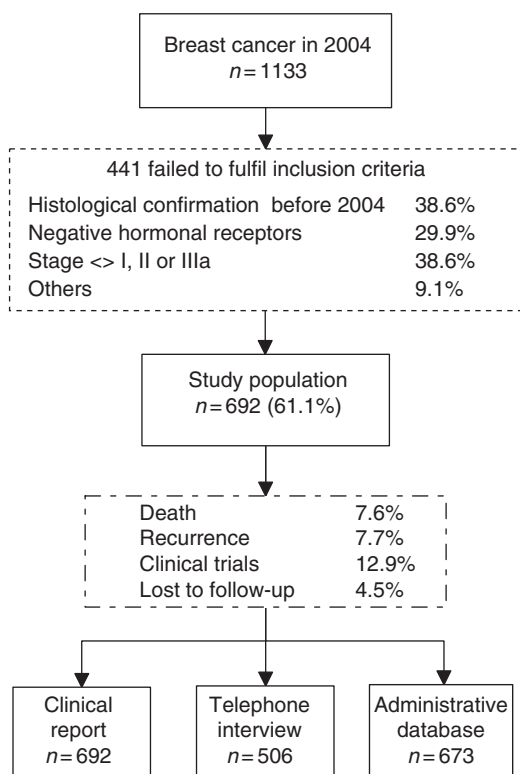 Breast cancer in 2004
n=1133
441 failed to fulfil inclusion criteria
Histological confirmation before 2004 38.6%
Negative hormonal receptors 29.9%
Stage <> I, II or IIIa 38.6%
Others 9.1%
Study population
n=692 (61.1%)
Death 7.6%
Recurrence 7.7%
Clinical trials 12.9%
Lost to follow-up 4.5%
Clinical
report
n=692
Telephone
interview
n=506
Administrative
database
n=673